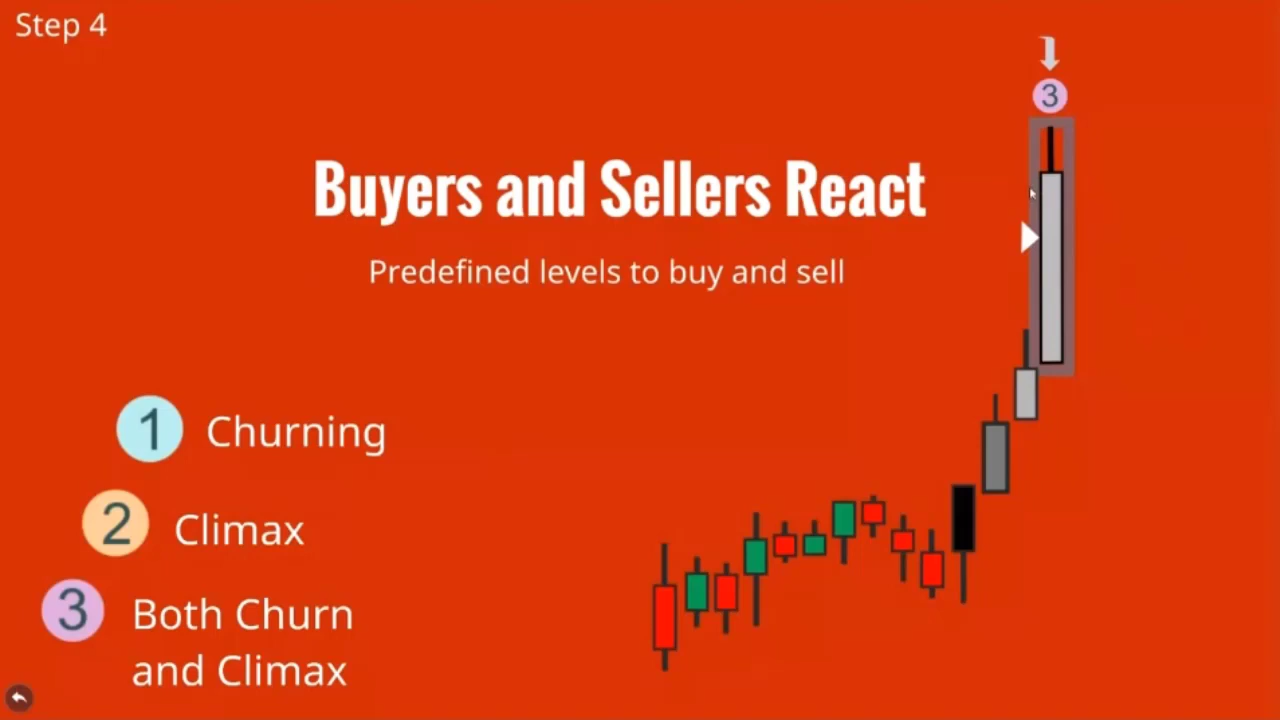 Step 4
3
Buyers and Sellers React
Predefined levels to buy and sell
1 Churning
2 Climax
3 Both Churn
and Climax